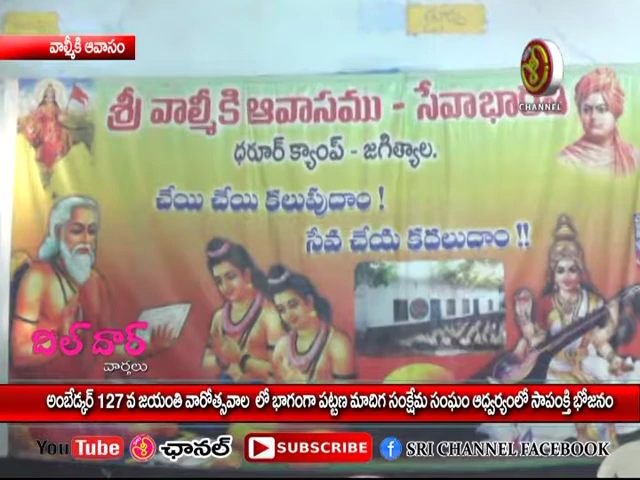 వాల్మీకి ఆవాసం
శ్రీ CHANNEL
శ్రీ వాల్మీకి ఆవాసము - సేవాభారతి
ధరూర్ క్యాంప్ - జగిత్యాల.
చేయి చేయి కలుపుదాం !
సేవ చేయ కదలుదాం !!
దిల్ దార్
వార్తలు
అంబేడ్కర్ 127 వ జయంతి వారోత్సవాల లో భాగంగా పట్టణ మాదిగ సంక్షేమ సంఘం ఆధ్వర్యంలో సాపంక్తి భోజనం
YouTube శ్రీ ఛానల్ SUBSCRIBE f SRI CHANNEL FACEBOOK